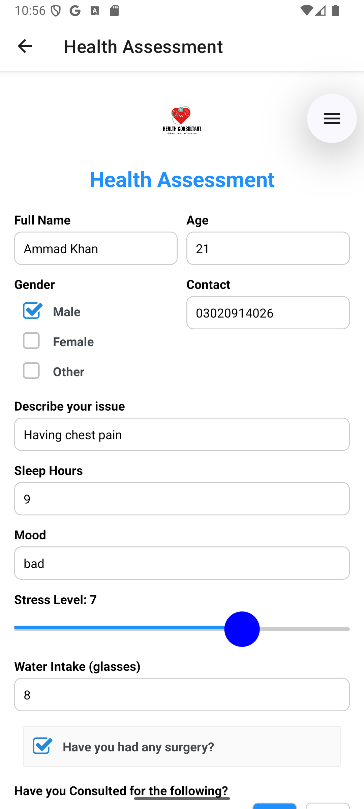 10:56
Health Assessment
HEALTH CONSULTANT
Health Assessment
Full Name Age
Ammad Khan 21
Gender Contact
Male 03020914026
Female
Other
Describe your issue
Having chest pain
Sleep Hours
9
Mood
bad
Stress Level: 7
Water Intake (glasses)
8
Have you had any surgery?
Have you Consulted for the following?